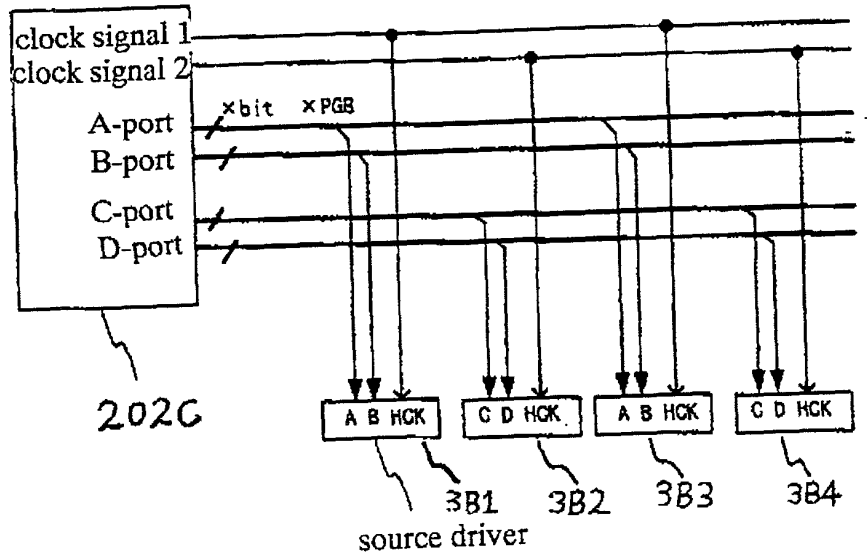 clock signal 1
clock signal 2
×bit ×PGB
A-port
B-port
C-port
D-port
202C
A B HCK
C D HCK
A B HCK
C D HCK
3B1
3B2
3B3
3B4
source driver